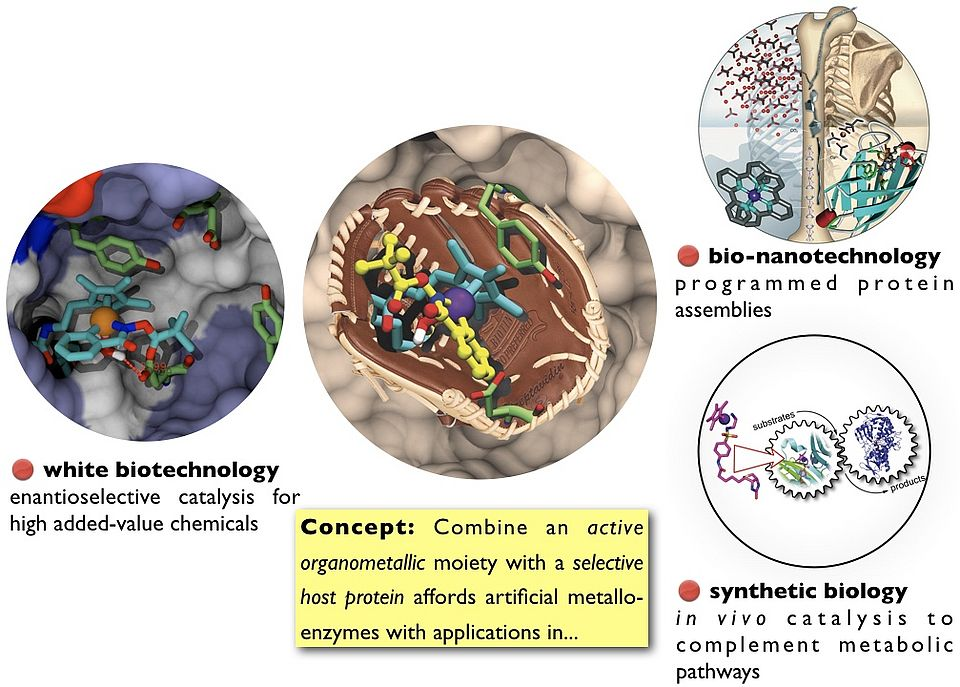 bio-nanotechnology
programmed protein
assemblies
substrates
products
white biotechnology
enantioselective catalysis for
high added-value chemicals
Concept: Combine an active
organometallic moiety with a selective
host protein affords artificial metallo-
enzymes with applications in...
synthetic biology
in vivo catalysis to
complement metabolic
pathways